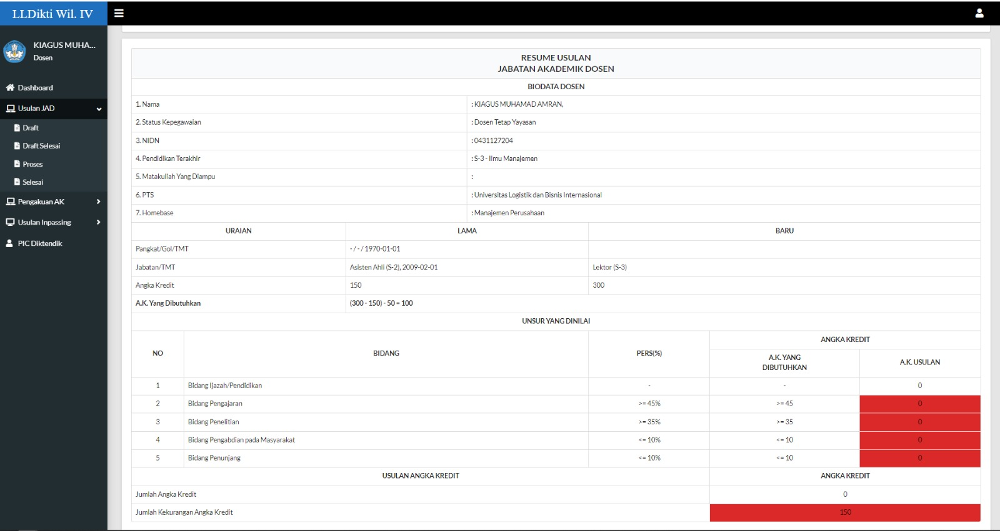 LLDikti Wil. IV
KIAGUS MUHA...
Dosen
Dashboard
Usulan JAD
Draft
Draft Selesai
Proses
Selesai
Pengakuan AK
Usulan Inpassing
PIC Diktendik
RESUME USULAN
JABATAN AKADEMIK DOSEN
BIODATA DOSEN
1. Nama : KIAGUS MUHAMAD AMRAN,
2. Status Kepegawaian : Dosen Tetap Yayasan
3. NIDN : 0431127204
4. Pendidikan Terakhir : S-3 - Ilmu Manajemen
5. Matakuliah Yang Diampu :
6. PTS : Universitas Logistik dan Bisnis Internasional
7. Homebase : Manajemen Perusahaan
URAIAN LAMA BARU
Pangkat/Gol/TMT - / - / 1970-01-01
Jabatan/TMT Asisten Ahli (S-2), 2009-02-01 Lektor (S-3)
Angka Kredit 150 300
A.K. Yang Dibutuhkan (300 - 150) - 50 = 100
UNSUR YANG DINILAI
NO BIDANG PERS(%) ANGKA KREDIT
A.K. YANG
DIBUTUHKAN
A.K. USULAN
1 Bidang Ijazah/Pendidikan - - 0
2 Bidang Pengajaran >= 45% >= 45 0
3 Bidang Penelitian >= 35% >= 35 0
4 Bidang Pengabdian pada Masyarakat <= 10% <= 10 0
5 Bidang Penunjang <= 10% <= 10 0
USULAN ANGKA KREDIT ANGKA KREDIT
Jumlah Angka Kredit 0
Jumlah Kekurangan Angka Kredit 150